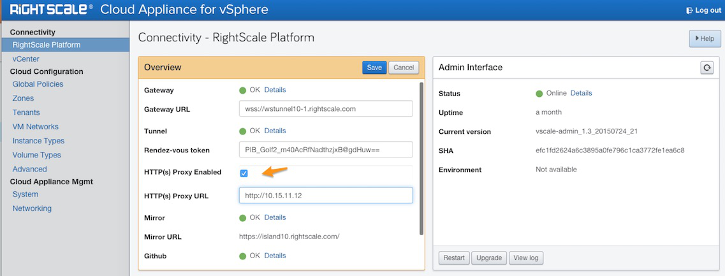 RIGHTSCALE® Cloud Appliance for vSphere
Log out
Connectivity
RightScale Platform
vCenter
Cloud Configuration
Global Policies
Zones
Tenants
VM Networks
Instance Types
Volume Types
Advanced
Cloud Appliance Mgmt
System
Networking
Connectivity - RightScale Platform
Help
Overview
Save
Cancel
Gateway
OK Details
Gateway URL
wss://wstunnel10-1.rightscale.com
Tunnel
OK Details
Rendez-vous token
PIB_Golf2_m40AcRfNadthzjxB@gdHuw==
HTTP(s) Proxy Enabled
HTTP(s) Proxy URL
http://10.15.11.12
Mirror
OK Details
Mirror URL
https://island10.rightscale.com/
Github
OK Details
Admin Interface
Status
Online Details
Uptime
a month
Current version
vscale-admin_1.3_20150724_21
SHA
efc1fd2624a6c3895a0fe796c1ca3772fe1ea6c8
Environment
Not available
Restart
Upgrade
View log